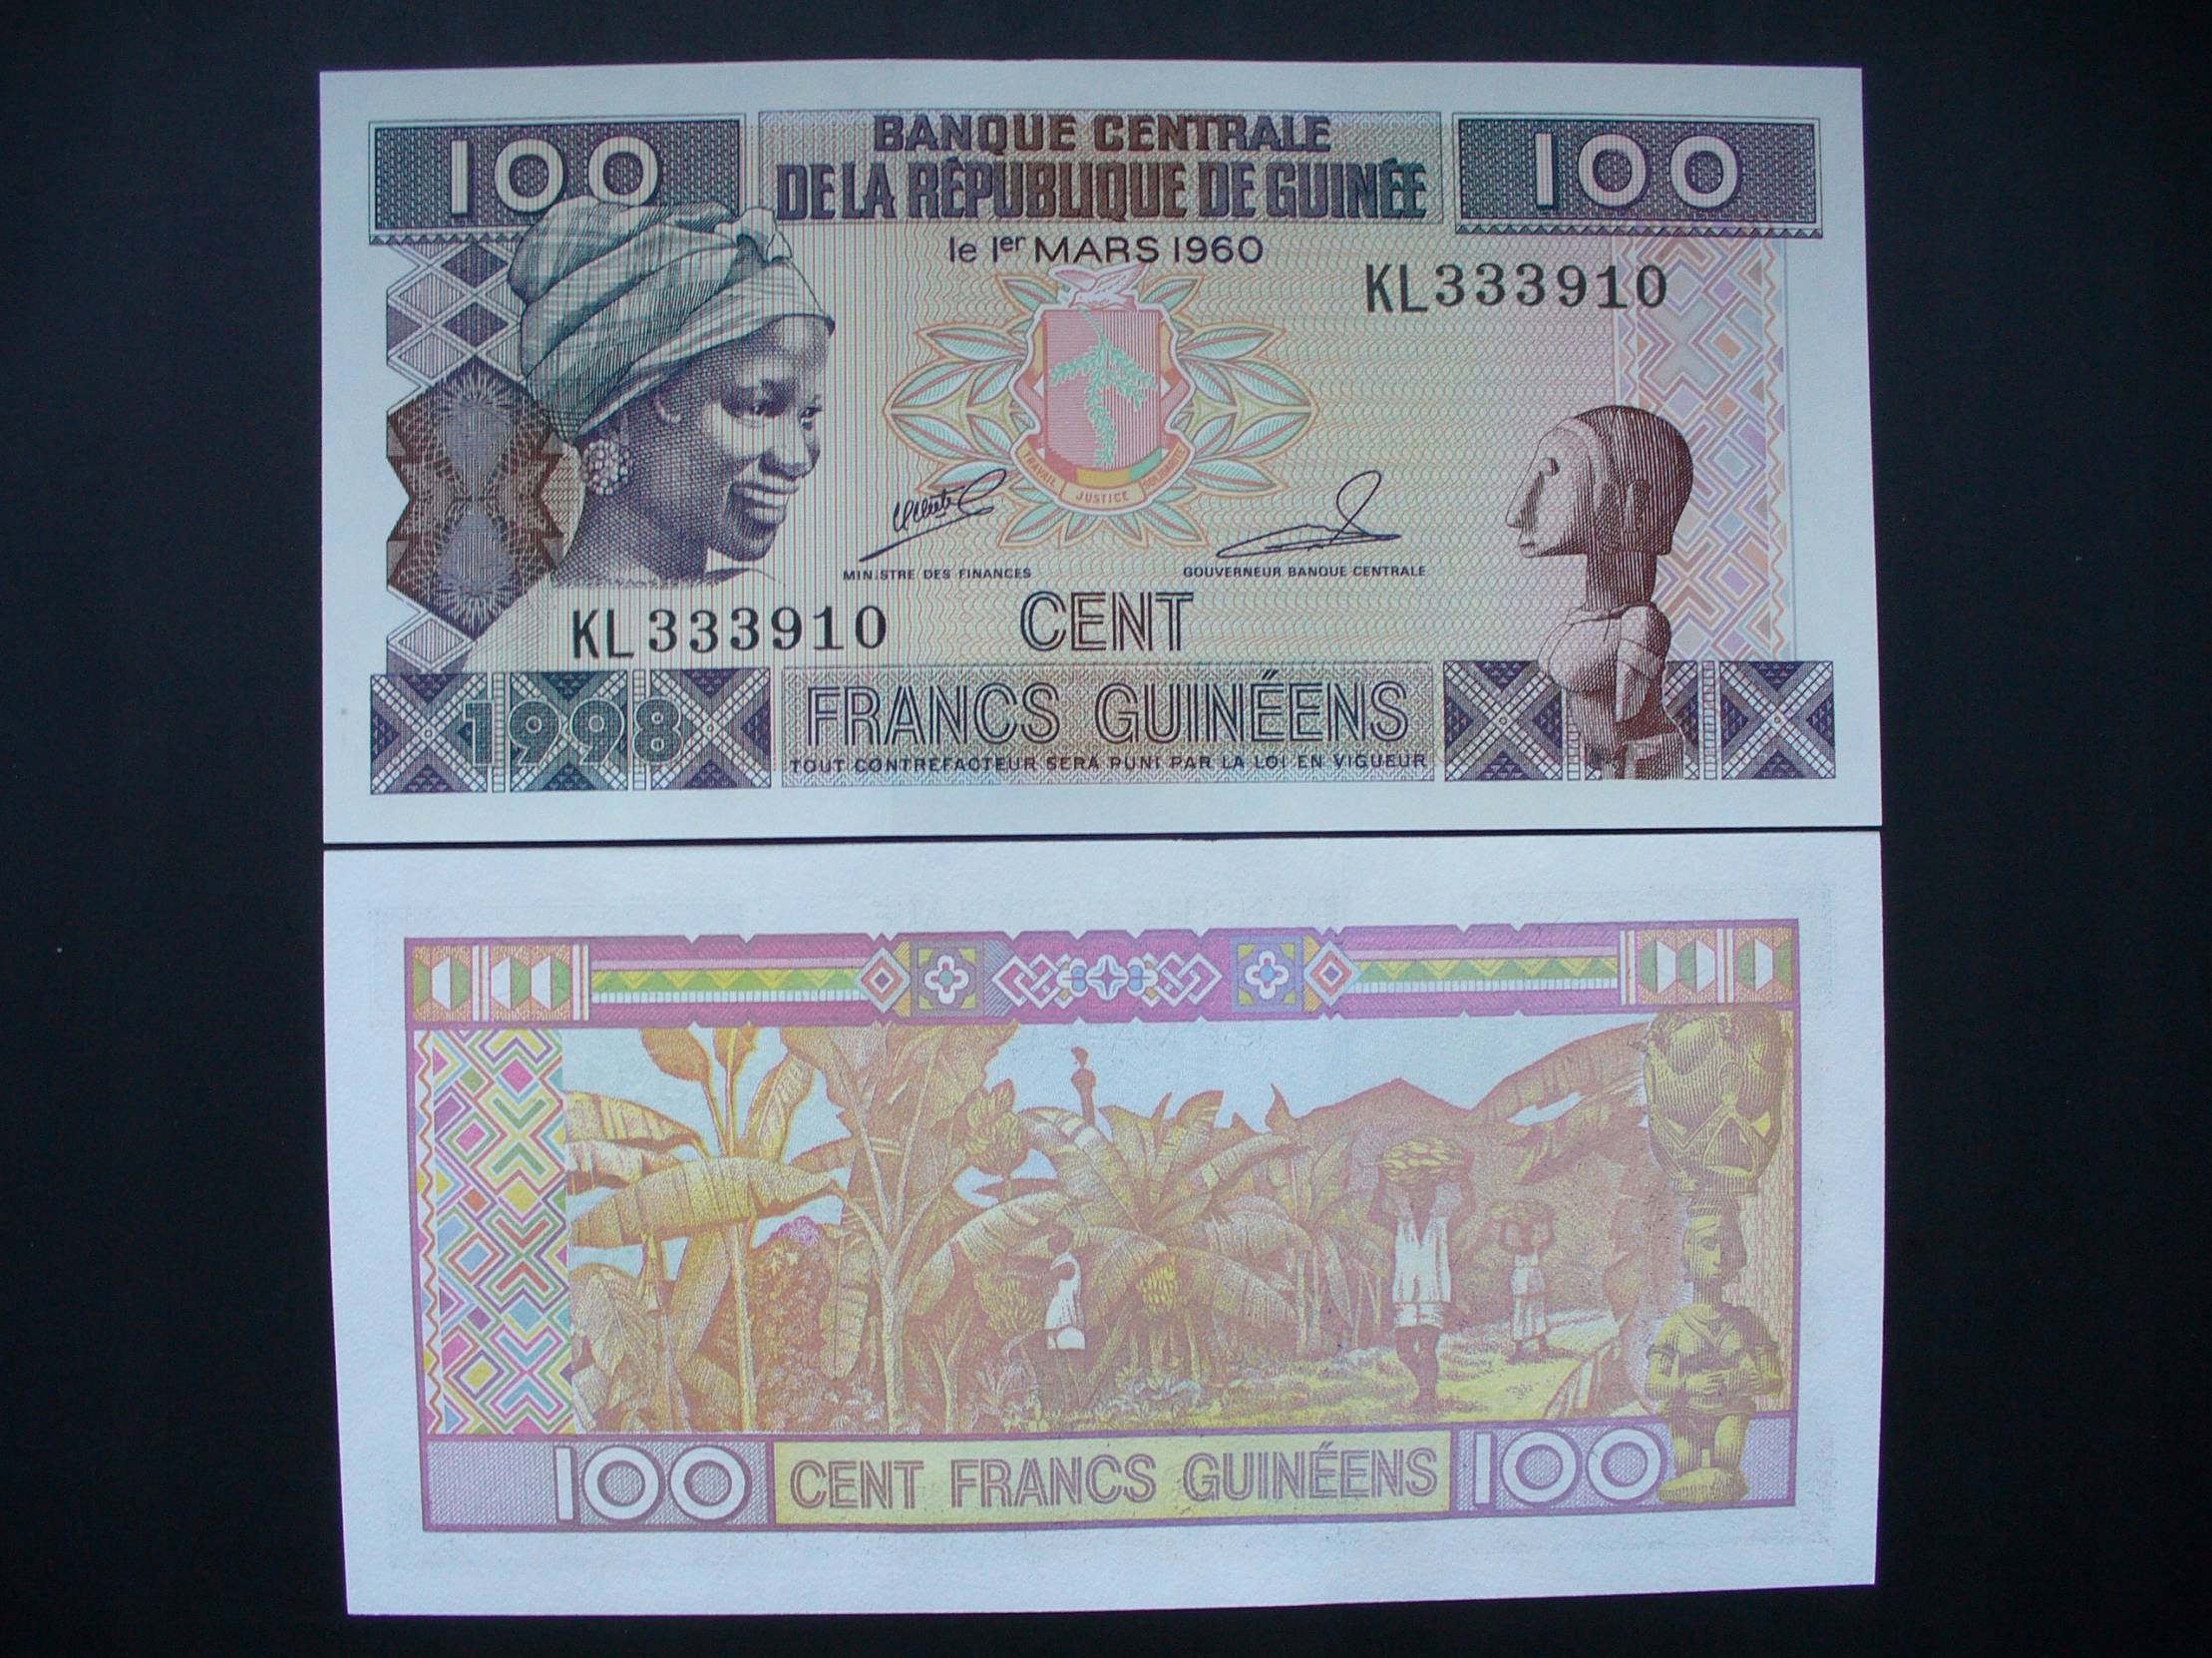 100 BANQUE CENTRALE 100
DE LA RÉPUBLIQUE DE GUINÉE
le 1er MARS 1960
KL333910
TRAVAIL JUSTICE SOLIDARITÉ
MINISTRE DES FINANCES GOUVERNEUR BANQUE CENTRALE
KL333910 CENT
1998 FRANCS GUINÉENS
TOUT CONTREFACTEUR SERA PUNI PAR LA LOI EN VIGUEUR
100 CENT FRANCS GUINÉENS 100